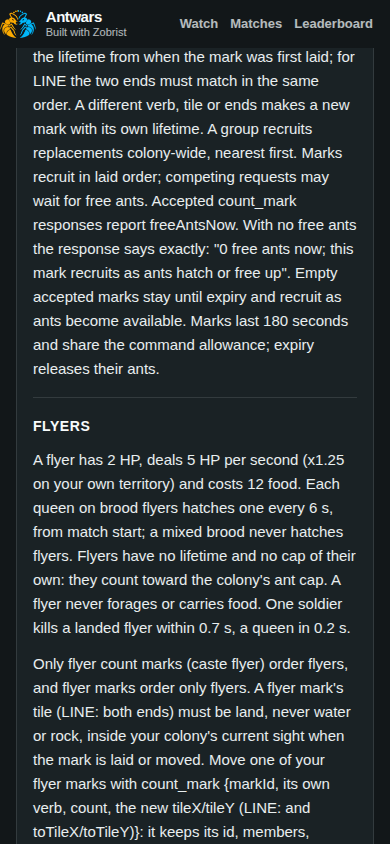 Antwars
Built with Zobrist
Watch Matches Leaderboard
the lifetime from when the mark was first laid; for
LINE the two ends must match in the same
order. A different verb, tile or ends makes a new
mark with its own lifetime. A group recruits
replacements colony-wide, nearest first. Marks
recruit in laid order; competing requests may
wait for free ants. Accepted count_mark
responses report freeAntsNow. With no free ants
the response says exactly: "0 free ants now; this
mark recruits as ants hatch or free up". Empty
accepted marks stay until expiry and recruit as
ants become available. Marks last 180 seconds
and share the command allowance; expiry
releases their ants.
FLYERS
A flyer has 2 HP, deals 5 HP per second (x1.25
on your own territory) and costs 12 food. Each
queen on brood flyers hatches one every 6 s,
from match start; a mixed brood never hatches
flyers. Flyers have no lifetime and no cap of their
own: they count toward the colony's ant cap. A
flyer never forages or carries food. One soldier
kills a landed flyer within 0.7 s, a queen in 0.2 s.
Only flyer count marks (caste flyer) order flyers,
and flyer marks order only flyers. A flyer mark's
tile (LINE: both ends) must be land, never water
or rock, inside your colony's current sight when
the mark is laid or moved. Move one of your
flyer marks with count_mark {markId, its own
verb, count, the new tileX/tileY (LINE: and
toTileX/toTileY)}: it keeps its id, members,